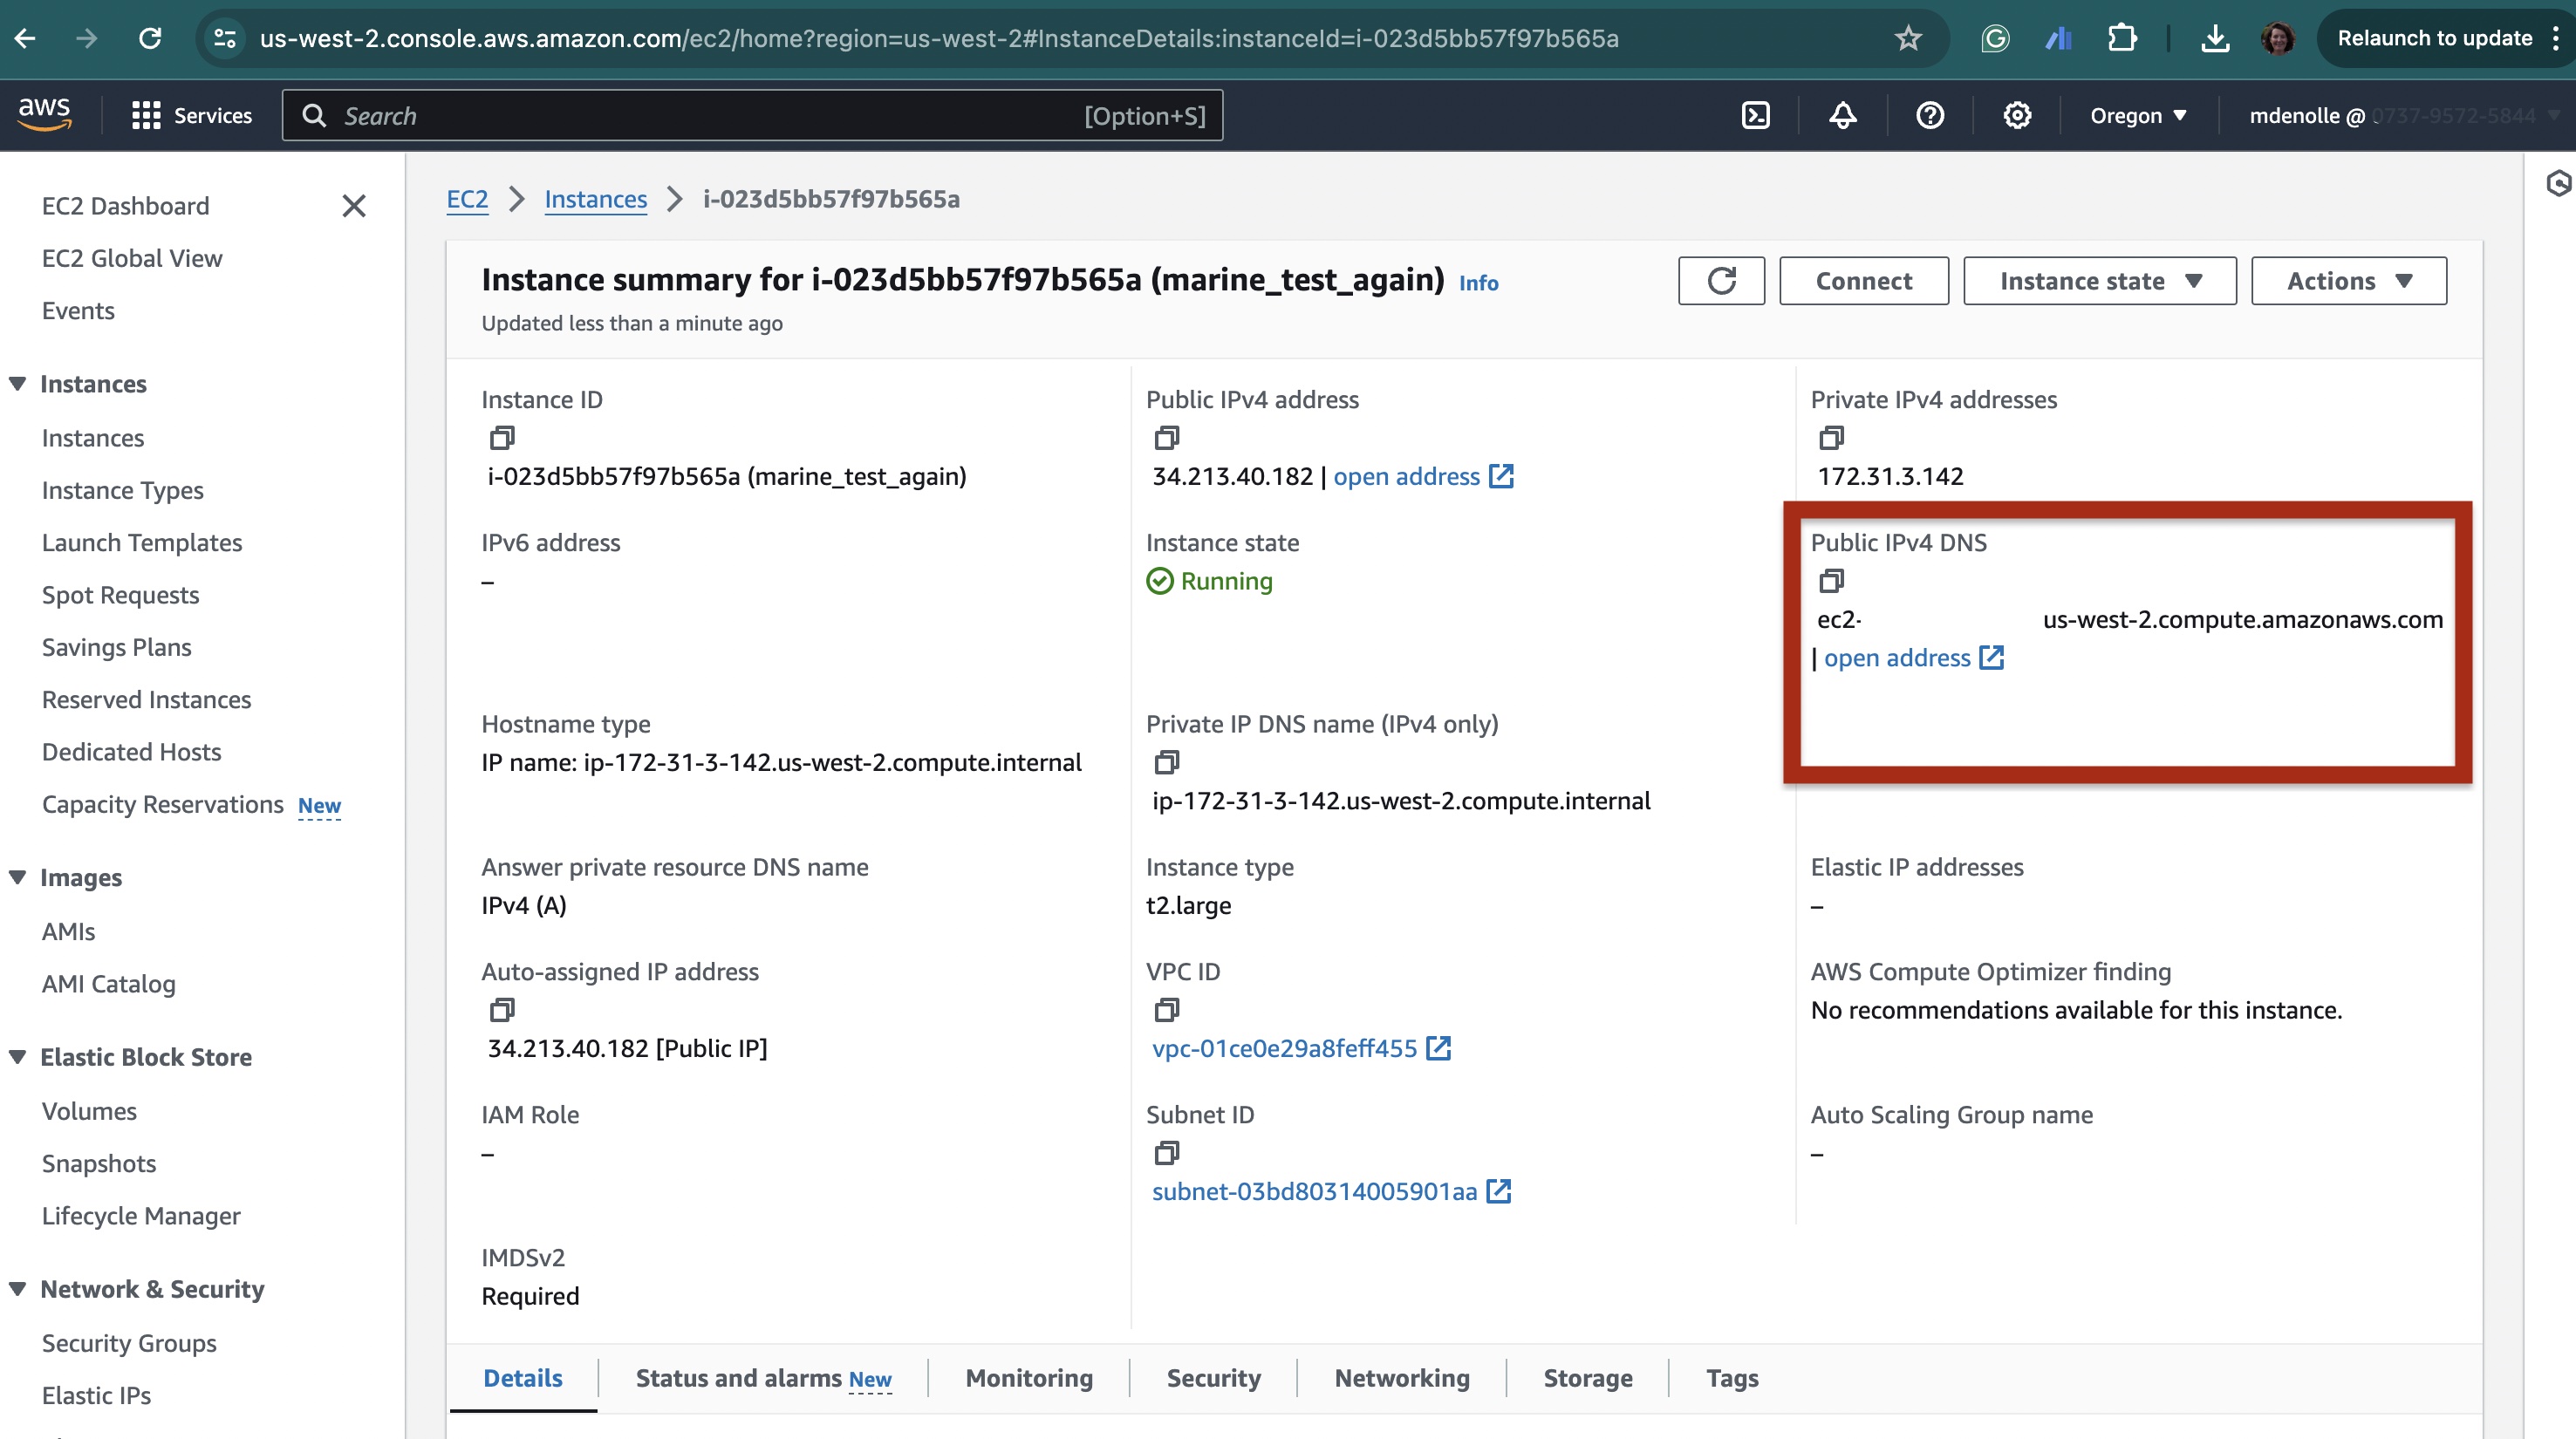 us-west-2.console.aws.amazon.com/ec2/home?region=us-west-2#InstanceDetails:instanceId=i-023d5bb57f97b565a
Relaunch to update
aws
Services
Search
[Option+S]
Oregon
mdenolle @ 0737-9572-5844
EC2 Dashboard
EC2 Global View
Events
Instances
Instances
Instance Types
Launch Templates
Spot Requests
Savings Plans
Reserved Instances
Dedicated Hosts
Capacity Reservations New
Images
AMIs
AMI Catalog
Elastic Block Store
Volumes
Snapshots
Lifecycle Manager
Network & Security
Security Groups
Elastic IPs
EC2 > Instances > i-023d5bb57f97b565a
Instance summary for i-023d5bb57f97b565a (marine_test_again) Info
Updated less than a minute ago
Connect
Instance state
Actions
Instance ID
i-023d5bb57f97b565a (marine_test_again)
Public IPv4 address
34.213.40.182 | open address
Private IPv4 addresses
172.31.3.142
IPv6 address
–
Instance state
Running
Public IPv4 DNS
ec2- us-west-2.compute.amazonaws.com
| open address
Hostname type
IP name: ip-172-31-3-142.us-west-2.compute.internal
Private IP DNS name (IPv4 only)
ip-172-31-3-142.us-west-2.compute.internal
Answer private resource DNS name
IPv4 (A)
Instance type
t2.large
Elastic IP addresses
–
Auto-assigned IP address
34.213.40.182 [Public IP]
VPC ID
vpc-01ce0e29a8feff455
AWS Compute Optimizer finding
No recommendations available for this instance.
IAM Role
–
Subnet ID
subnet-03bd80314005901aa
Auto Scaling Group name
–
IMDSv2
Required
Details
Status and alarms New
Monitoring
Security
Networking
Storage
Tags